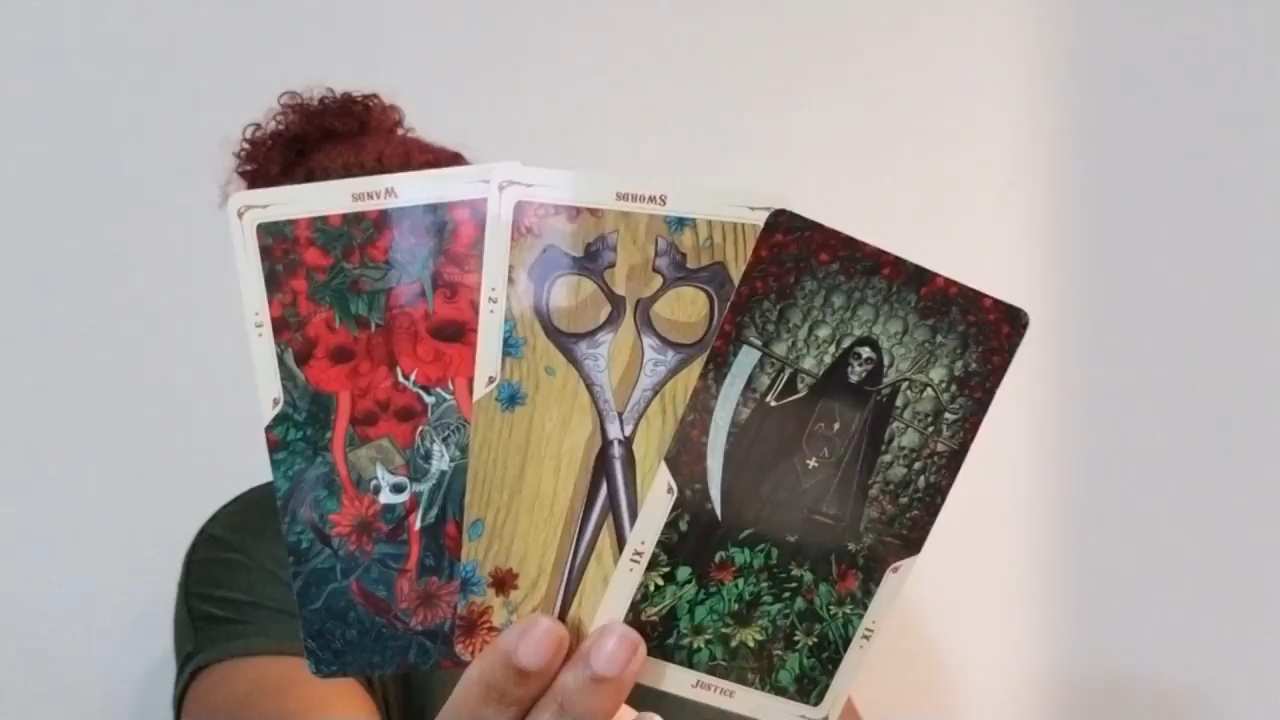 Wands
· 3 ·
Swords
· 2 ·
· XI ·
· XI ·
Justice